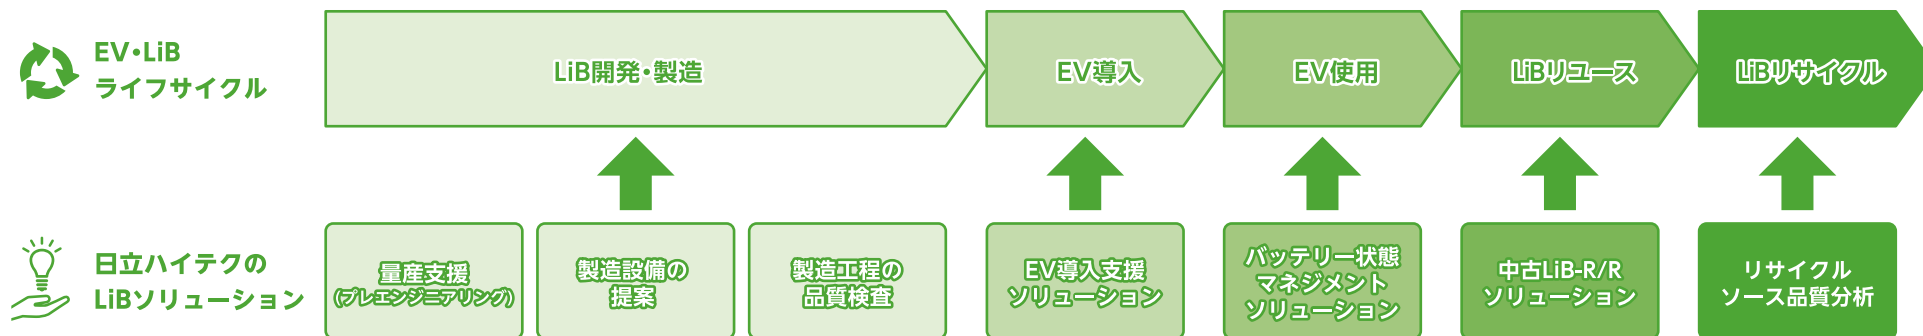 EV・LiB
ライフサイクル
LiB開発・製造
EV導入
EV使用
LiBリユース
LiBリサイクル
日立ハイテクの
LiBソリューション
量産支援
(プレエンジニアリング)
製造設備の
提案
製造工程の
品質検査
EV導入支援
ソリューション
バッテリー状態
マネジメント
ソリューション
中古LiB-R/R
ソリューション
リサイクル
ソース品質分析